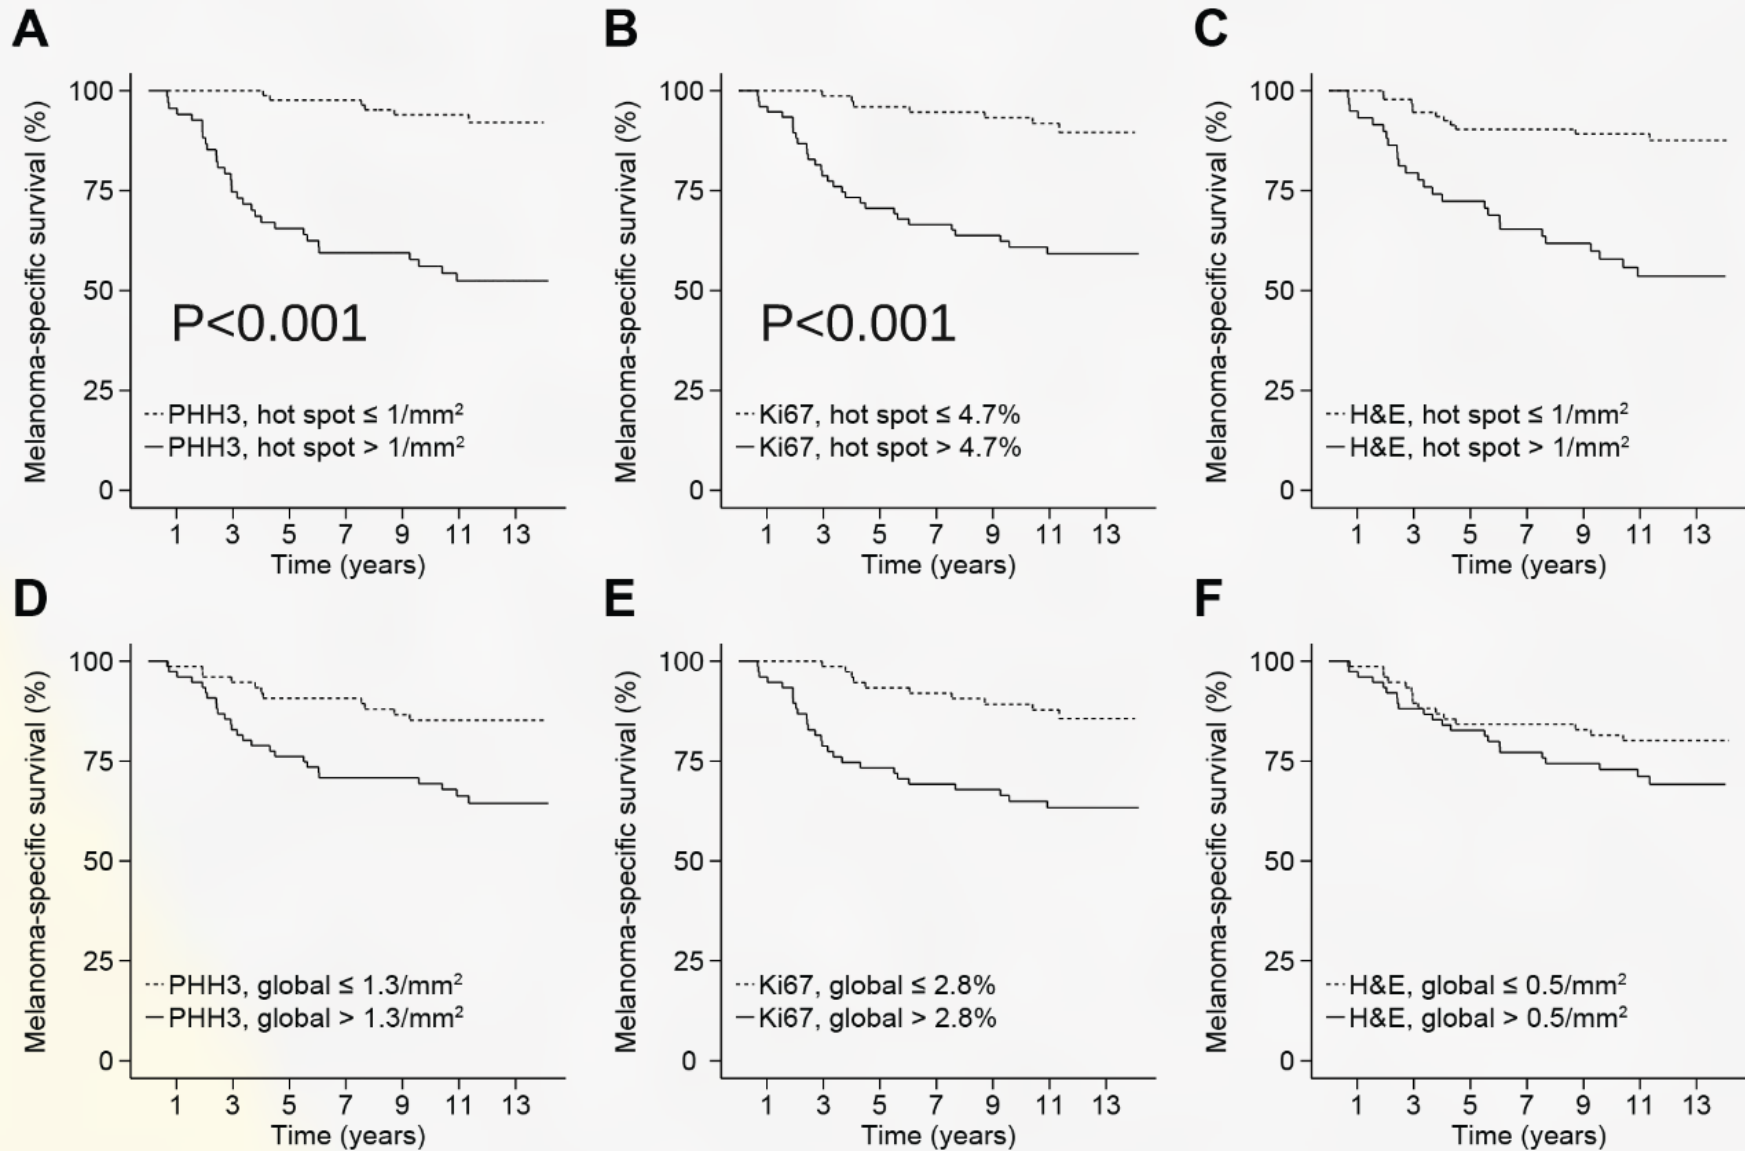 A
Melanoma-specific survival (%)
100
75
50
25
0
P<0.001
PHH3, hot spot ≤ 1/mm²
PHH3, hot spot > 1/mm²
1 3 5 7 9 11 13
Time (years)
B
Melanoma-specific survival (%)
100
75
50
25
0
P<0.001
Ki67, hot spot ≤ 4.7%
Ki67, hot spot > 4.7%
1 3 5 7 9 11 13
Time (years)
C
Melanoma-specific survival (%)
100
75
50
25
0
H&E, hot spot ≤ 1/mm²
H&E, hot spot > 1/mm²
1 3 5 7 9 11 13
Time (years)
D
Melanoma-specific survival (%)
100
75
50
25
0
PHH3, global ≤ 1.3/mm²
PHH3, global > 1.3/mm²
1 3 5 7 9 11 13
Time (years)
E
Melanoma-specific survival (%)
100
75
50
25
0
Ki67, global ≤ 2.8%
Ki67, global > 2.8%
1 3 5 7 9 11 13
Time (years)
F
Melanoma-specific survival (%)
100
75
50
25
0
H&E, global ≤ 0.5/mm²
H&E, global > 0.5/mm²
1 3 5 7 9 11 13
Time (years)